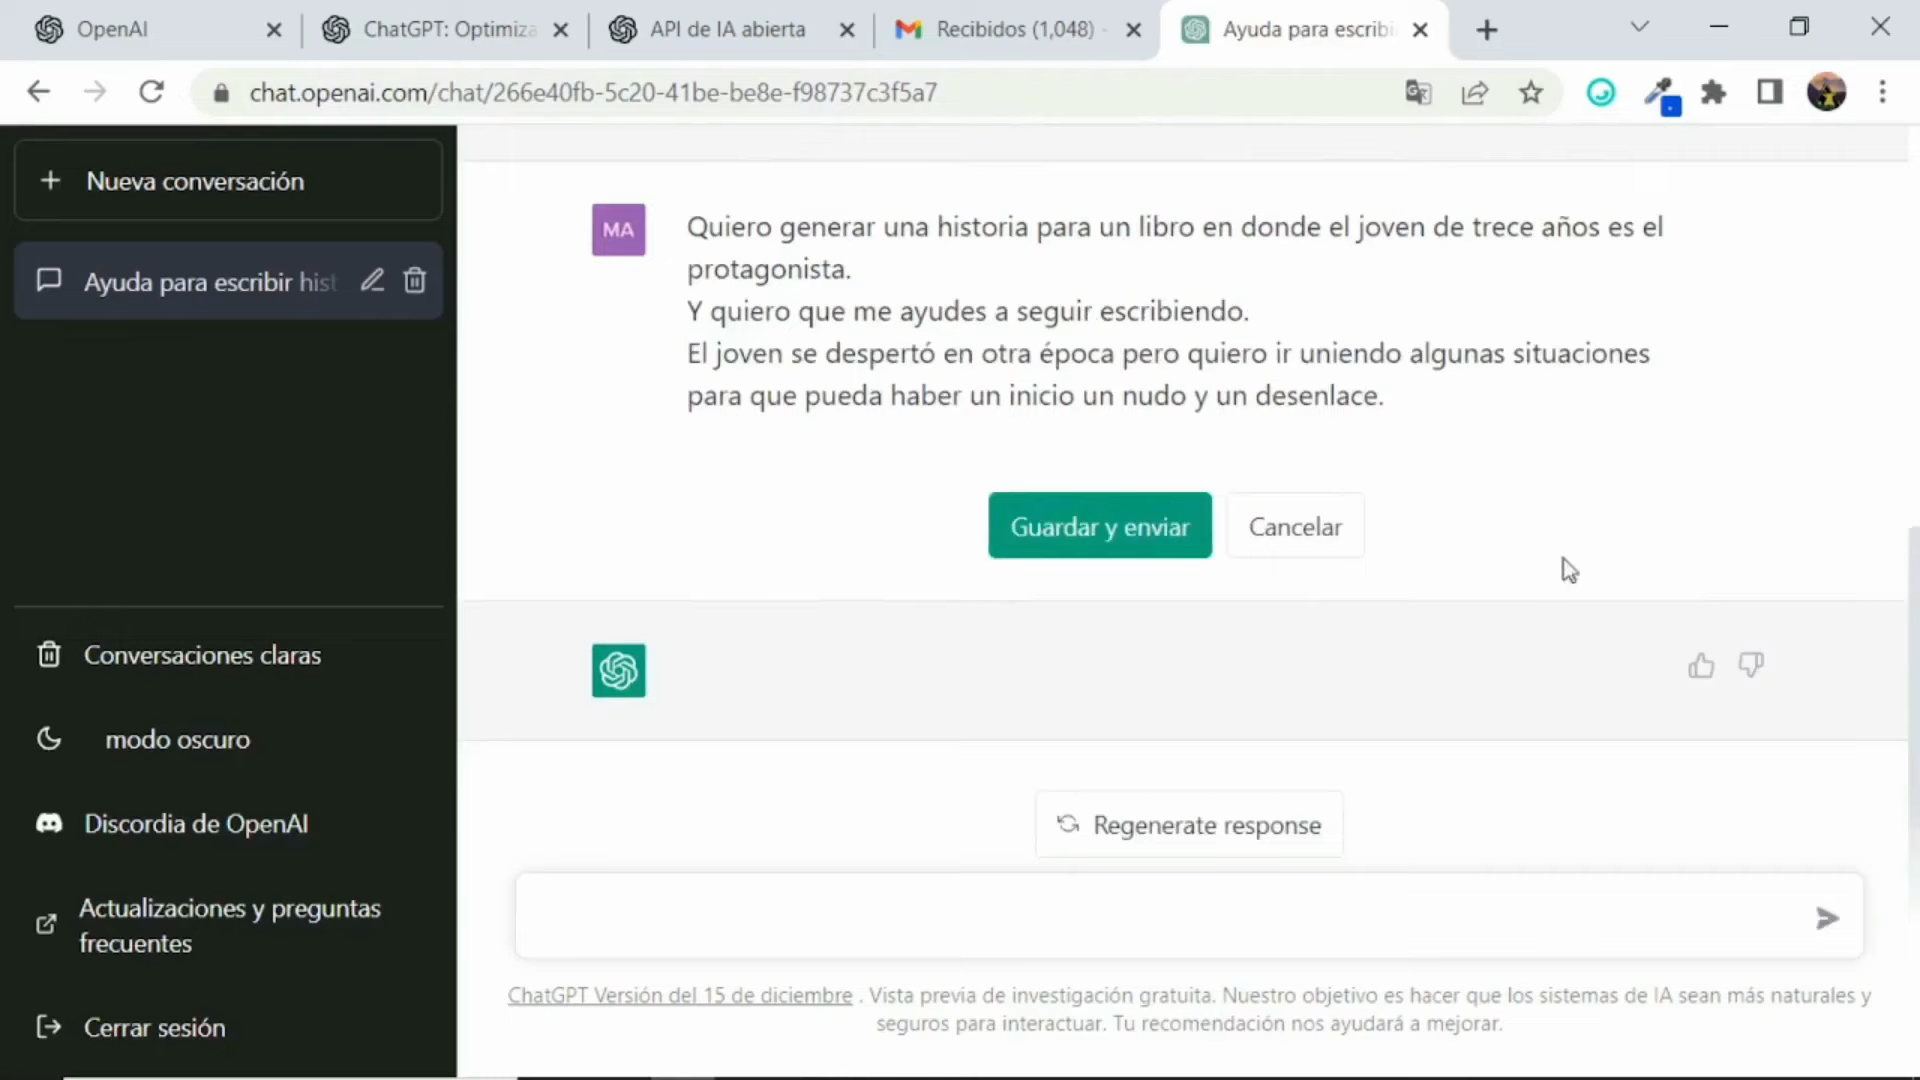 OpenAI
ChatGPT: Optimiza
API de IA abierta
Recibidos (1,048) -
Ayuda para escribi
chat.openai.com/chat/266e40fb-5c20-41be-be8e-f98737c3f5a7
Nueva conversación
Ayuda para escribir hist
Conversaciones claras
modo oscuro
Discordia de OpenAI
Actualizaciones y preguntas
frecuentes
Cerrar sesión
MA
Quiero generar una historia para un libro en donde el joven de trece años es el
protagonista.
Y quiero que me ayudes a seguir escribiendo.
El joven se despertó en otra época pero quiero ir uniendo algunas situaciones
para que pueda haber un inicio un nudo y un desenlace.
Guardar y enviar
Cancelar
Regenerate response
ChatGPT Versión del 15 de diciembre . Vista previa de investigación gratuita. Nuestro objetivo es hacer que los sistemas de IA sean más naturales y
seguros para interactuar. Tu recomendación nos ayudará a mejorar.